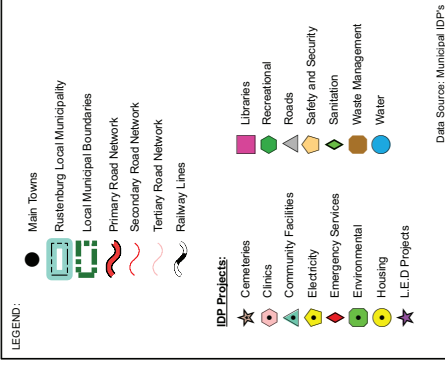 LEGEND:
Main Towns
Rustenburg Local Municipality
Local Municipal Boundaries
Primary Road Network
Secondary Road Network
Tertiary Road Network
Railway Lines
IDP Projects:
Cemeteries
Clinics
Community Facilities
Electricity
Emergency Services
Environmental
Housing
L.E.D Projects
Libraries
Recreational
Roads
Safety and Security
Sanitation
Waste Management
Water
Data Source: Municipal IDP's